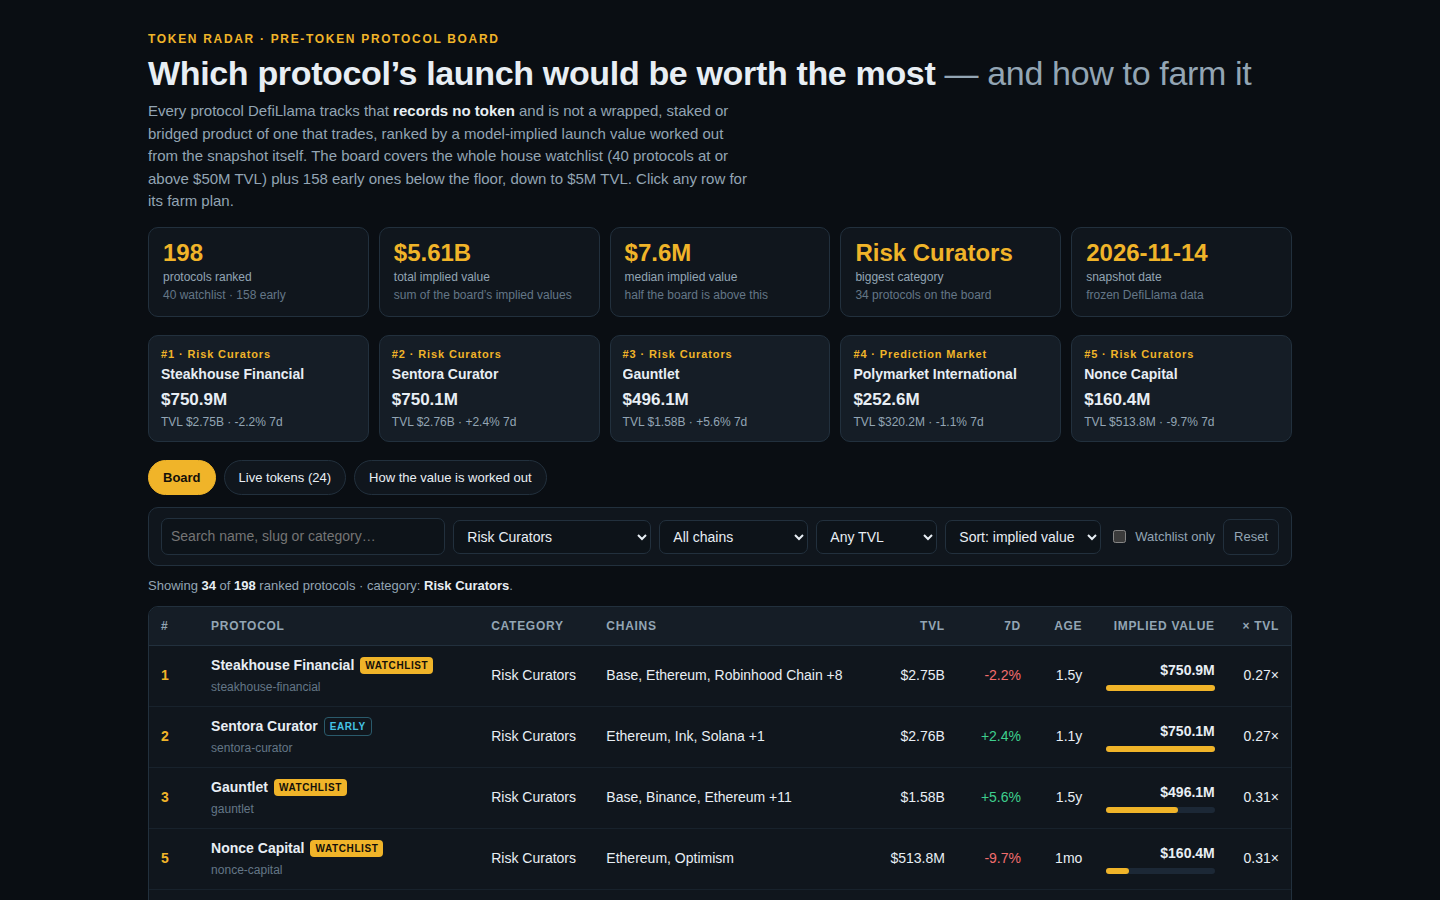 TOKEN RADAR · PRE-TOKEN PROTOCOL BOARD
Which protocol’s launch would be worth the most — and how to farm it
Every protocol DefiLlama tracks that records no token and is not a wrapped, staked or
bridged product of one that trades, ranked by a model-implied launch value worked out
from the snapshot itself. The board covers the whole house watchlist (40 protocols at or
above $50M TVL) plus 158 early ones below the floor, down to $5M TVL. Click any row for
its farm plan.
198
protocols ranked
40 watchlist · 158 early
$5.61B
total implied value
sum of the board's implied values
$7.6M
median implied value
half the board is above this
Risk Curators
biggest category
34 protocols on the board
2026-11-14
snapshot date
frozen DefiLlama data
#1 · Risk Curators
Steakhouse Financial
$750.9M
TVL $2.75B · -2.2% 7d
#2 · Risk Curators
Sentora Curator
$750.1M
TVL $2.76B · +2.4% 7d
#3 · Risk Curators
Gauntlet
$496.1M
TVL $1.58B · +5.6% 7d
#4 · Prediction Market
Polymarket International
$252.6M
TVL $320.2M · -1.1% 7d
#5 · Risk Curators
Nonce Capital
$160.4M
TVL $513.8M · -9.7% 7d
Board
Live tokens (24)
How the value is worked out
Search name, slug or category…
Risk Curators
All chains
Any TVL
Sort: implied value
Watchlist only
Reset
Showing 34 of 198 ranked protocols · category: Risk Curators.
# PROTOCOL CATEGORY CHAINS TVL 7D AGE IMPLIED VALUE × TVL
1 Steakhouse Financial WATCHLIST Risk Curators Base, Ethereum, Robinhood Chain +8 $2.75B -2.2% 1.5y $750.9M 0.27×
steakhouse-financial
2 Sentora Curator EARLY Risk Curators Ethereum, Ink, Solana +1 $2.76B +2.4% 1.1y $750.1M 0.27×
sentora-curator
3 Gauntlet WATCHLIST Risk Curators Base, Binance, Ethereum +11 $1.58B +5.6% 1.5y $496.1M 0.31×
gauntlet
5 Nonce Capital WATCHLIST Risk Curators Ethereum, Optimism $513.8M -9.7% 1mo $160.4M 0.31×
nonce-capital